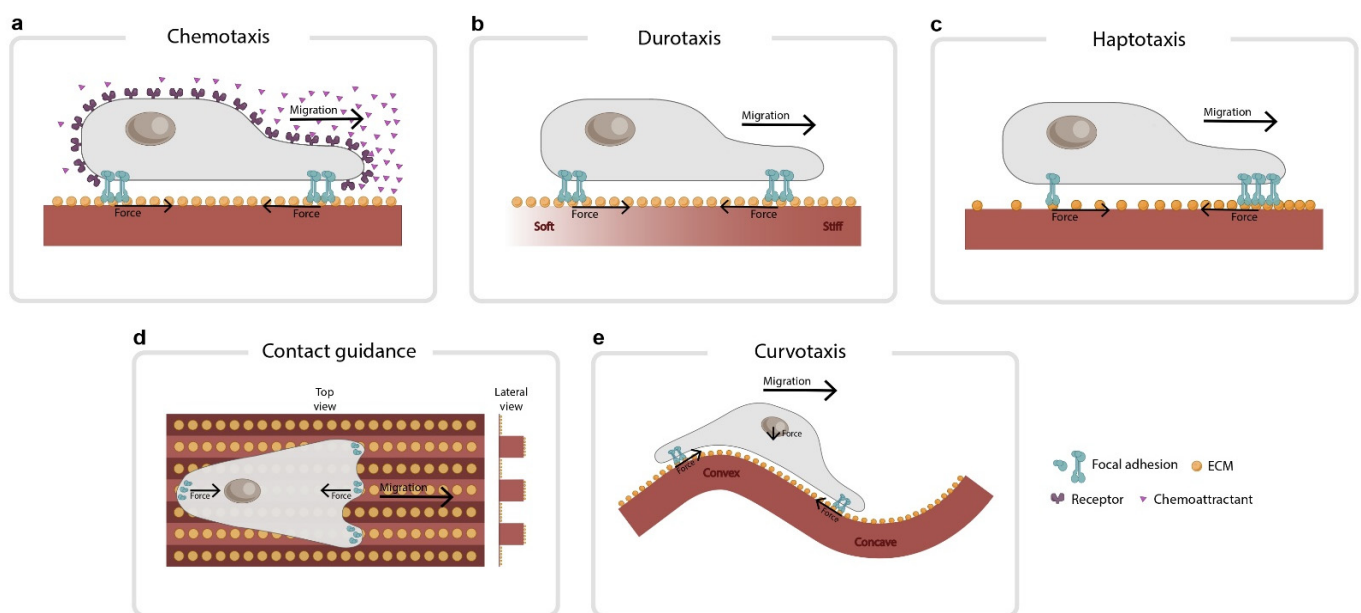 a
Chemotaxis
Migration
Force
Force
b
Durotaxis
Migration
Force
Force
Soft
Stiff
c
Haptotaxis
Migration
Force
Force
d
Contact guidance
Top
view
Lateral
view
Force
Force
Migration
e
Curvotaxis
Migration
Force
Force
Convex
Force
Concave
Focal adhesion
ECM
Receptor
Chemoattractant